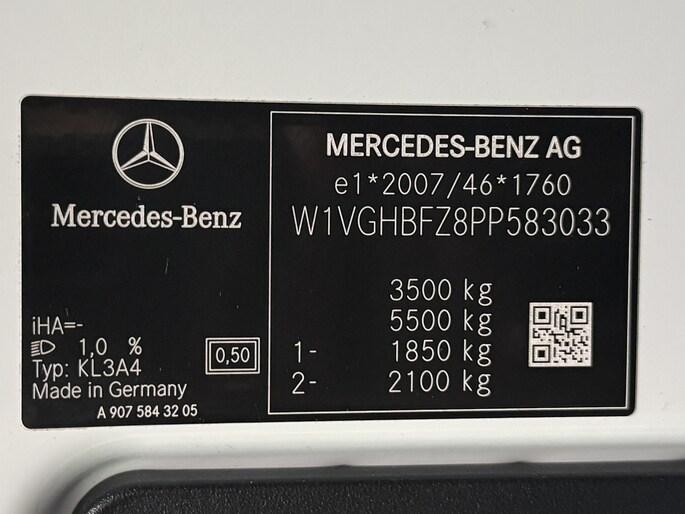 Mercedes-Benz
iHA=-
1,0 %
Typ: KL3A4
Made in Germany
A 907 584 32 05
0,50
MERCEDES-BENZ AG
e1*2007/46*1760
W1VGHBFZ8PP583033
3500 kg
5500 kg
1- 1850 kg
2- 2100 kg